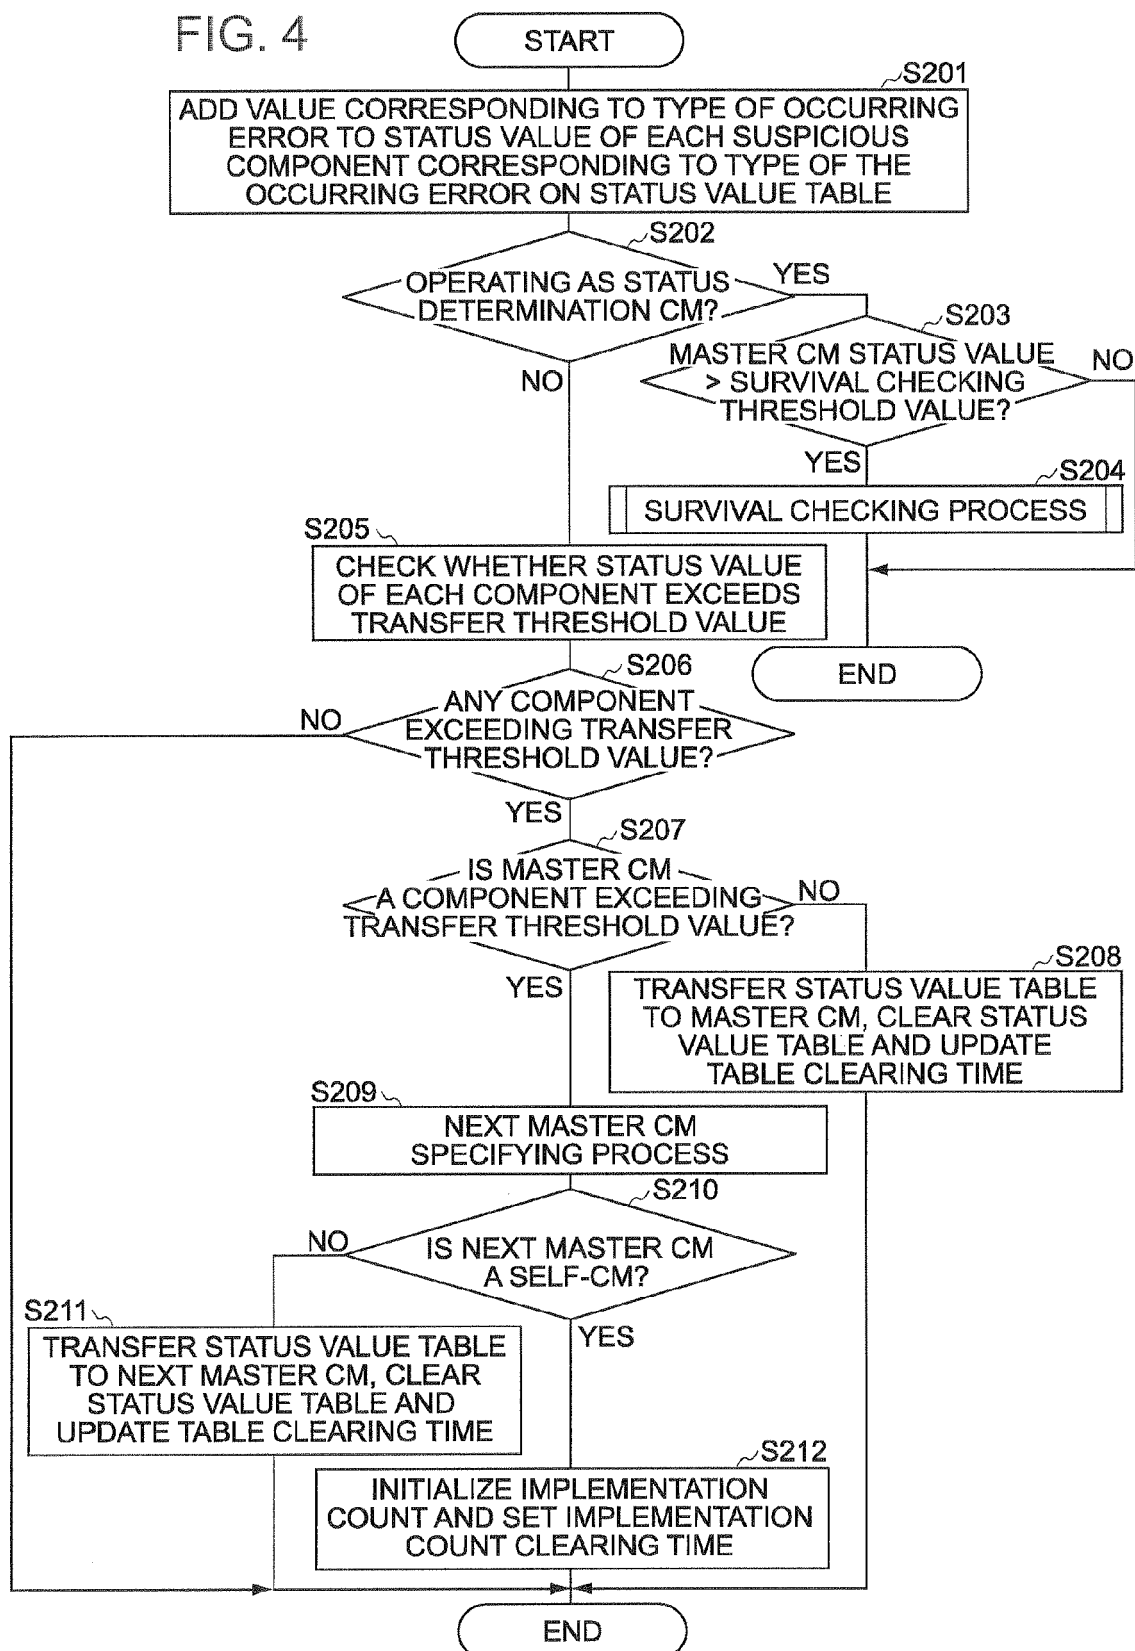 FIG. 4
START
S201
ADD VALUE CORRESPONDING TO TYPE OF OCCURRING
ERROR TO STATUS VALUE OF EACH SUSPICIOUS
COMPONENT CORRESPONDING TO TYPE OF THE
OCCURRING ERROR ON STATUS VALUE TABLE
S202
OPERATING AS STATUS
DETERMINATION CM?
YES
NO
S203
MASTER CM STATUS VALUE
> SURVIVAL CHECKING
THRESHOLD VALUE?
NO
YES
S204
SURVIVAL CHECKING PROCESS
END
S205
CHECK WHETHER STATUS VALUE
OF EACH COMPONENT EXCEEDS
TRANSFER THRESHOLD VALUE
S206
ANY COMPONENT
EXCEEDING TRANSFER
THRESHOLD VALUE?
NO
YES
S207
IS MASTER CM
A COMPONENT EXCEEDING
TRANSFER THRESHOLD VALUE?
NO
YES
S208
TRANSFER STATUS VALUE TABLE
TO MASTER CM, CLEAR STATUS
VALUE TABLE AND UPDATE
TABLE CLEARING TIME
S209
NEXT MASTER CM
SPECIFYING PROCESS
S210
IS NEXT MASTER CM
A SELF-CM?
NO
YES
S211
TRANSFER STATUS VALUE TABLE
TO NEXT MASTER CM, CLEAR
STATUS VALUE TABLE AND
UPDATE TABLE CLEARING TIME
S212
INITIALIZE IMPLEMENTATION
COUNT AND SET IMPLEMENTATION
COUNT CLEARING TIME
END